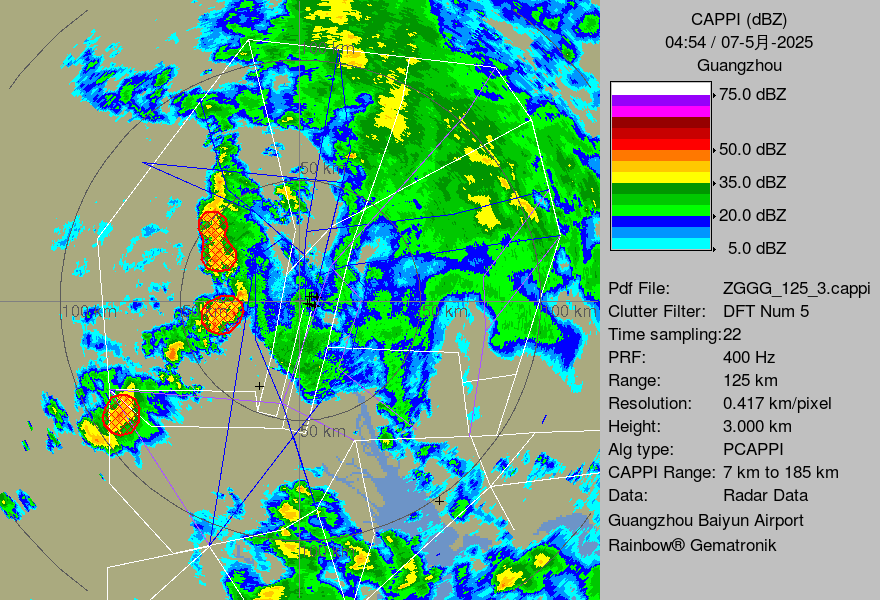 100 km
50 km
100 km
50 km
50 km
100 km
50 km
100 km
CAPPI (dBZ)
04:54 / 07-5月-2025
Guangzhou
75.0 dBZ
50.0 dBZ
35.0 dBZ
20.0 dBZ
5.0 dBZ
Pdf File: ZGGG_125_3.cappi
Clutter Filter: DFT Num 5
Time sampling:22
PRF: 400 Hz
Range: 125 km
Resolution: 0.417 km/pixel
Height: 3.000 km
Alg type: PCAPPI
CAPPI Range: 7 km to 185 km
Data: Radar Data
Guangzhou Baiyun Airport
Rainbow® Gematronik